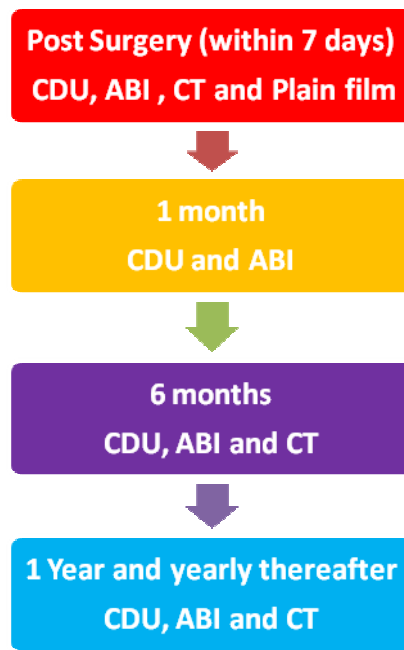 Post Surgery (within 7 days)
CDU, ABI , CT and Plain film
1 month
CDU and ABI
6 months
CDU, ABI and CT
1 Year and yearly thereafter
CDU, ABI and CT